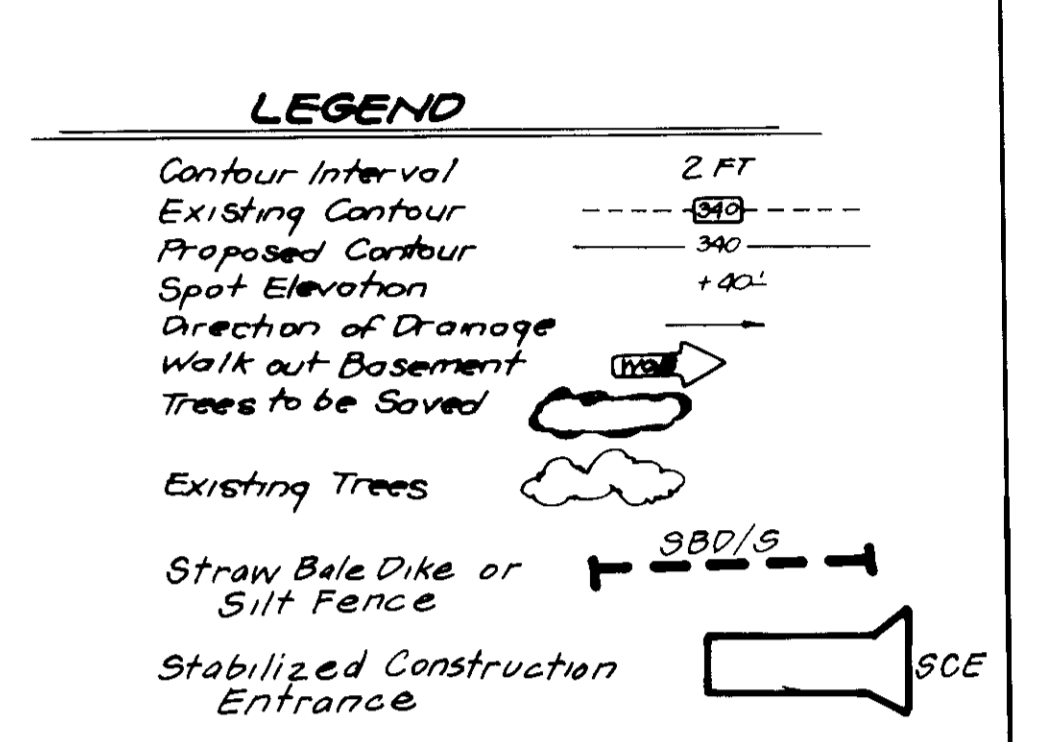 LEGEND
Contour Interval 2 FT
Existing Contour 340
Proposed Contour 340
Spot Elevation +40.1
Direction of Drainage
Walk out Basement
Trees to be Saved
Existing Trees
Straw Bale Dike or SBD/S
Silt Fence
Stabilized Construction SCE
Entrance